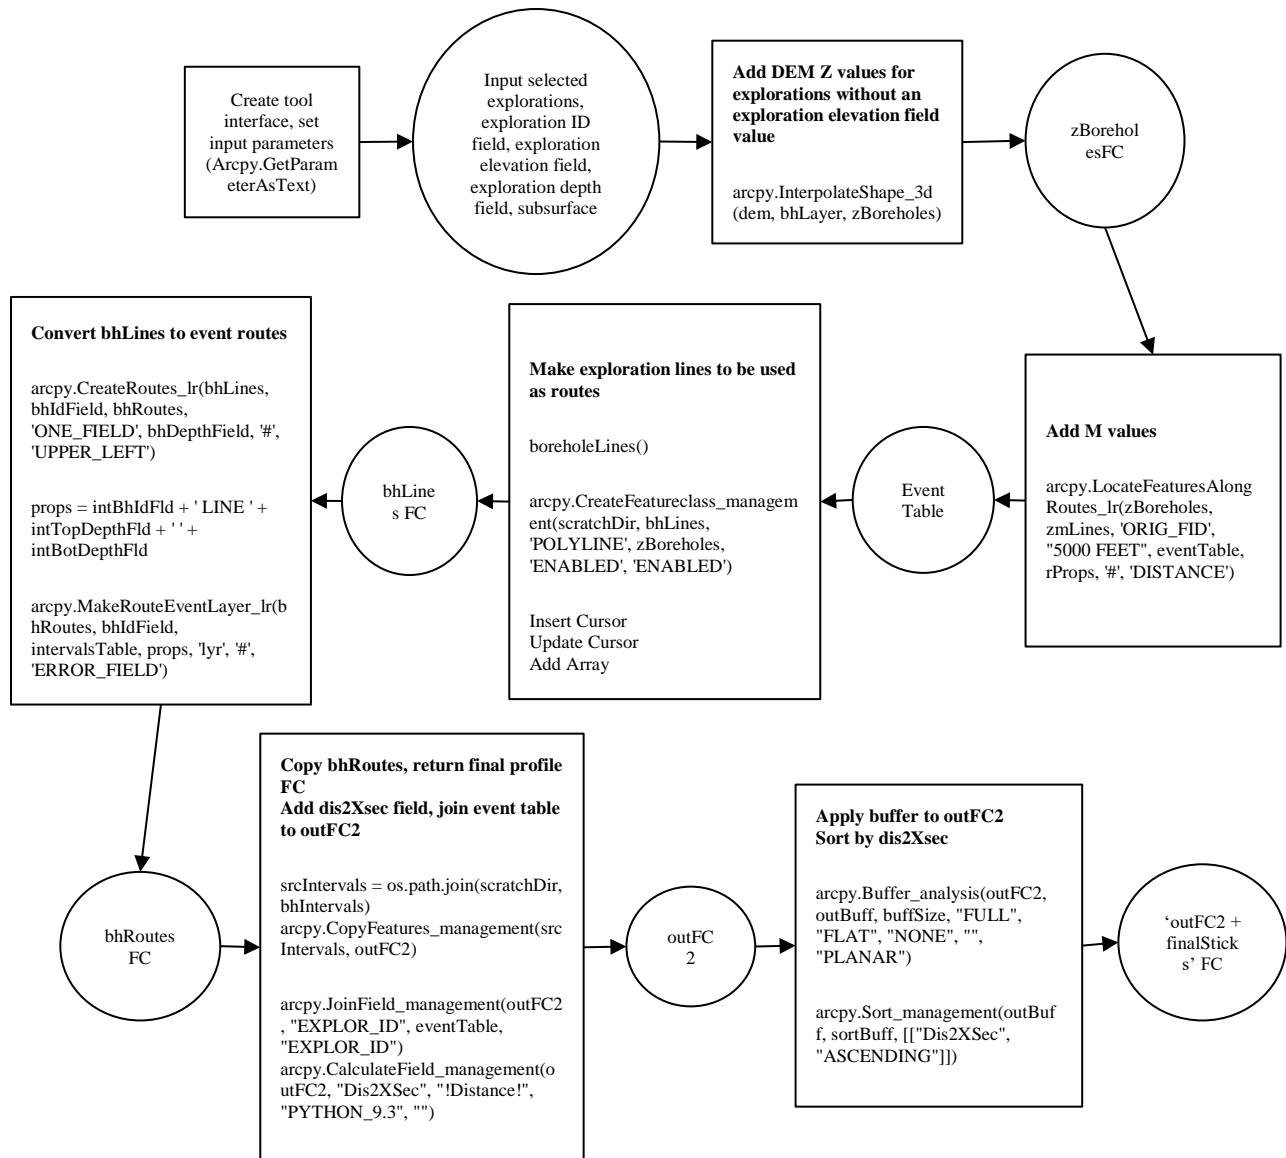 Create tool
interface, set
input parameters
(Arcpy.GetParam
eterAsText)
Input selected
explorations,
exploration ID
field, exploration
elevation field,
exploration depth
field, subsurface
Add DEM Z values for
explorations without an
exploration elevation field
value
arcpy.InterpolateShape_3d
(dem, bhLayer, zBoreholes)
zBorehol
esFC
Add M values
arcpy.LocateFeaturesAlong
Routes_lr(zBoreholes,
zmLines, 'ORIG_FID',
"5000 FEET", eventTable,
rProps, '#', 'DISTANCE')
Event
Table
Make exploration lines to be used
as routes
boreholeLines()
arcpy.CreateFeatureclass_managem
ent(scratchDir, bhLines,
'POLYLINE', zBoreholes,
'ENABLED', 'ENABLED')
Insert Cursor
Update Cursor
Add Array
bhLine
s FC
Convert bhLines to event routes
arcpy.CreateRoutes_lr(bhLines,
bhIdField, bhRoutes,
'ONE_FIELD', bhDepthField, '#',
'UPPER_LEFT')
props = intBhIdFld + ' LINE ' +
intTopDepthFld + ' ' +
intBotDepthFld
arcpy.MakeRouteEventLayer_lr(b
hRoutes, bhIdField,
intervalsTable, props, 'lyr', '#',
'ERROR_FIELD')
bhRoutes
FC
Copy bhRoutes, return final profile
FC
Add dis2Xsec field, join event table
to outFC2
srcIntervals = os.path.join(scratchDir,
bhIntervals)
arcpy.CopyFeatures_management(src
Intervals, outFC2)
arcpy.JoinField_management(outFC2
, "EXPLOR_ID", eventTable,
"EXPLOR_ID")
arcpy.CalculateField_management(o
utFC2, "Dis2XSec", "!Distance!",
"PYTHON_9.3", "")
outFC
2
Apply buffer to outFC2
Sort by dis2Xsec
arcpy.Buffer_analysis(outFC2,
outBuff, buffSize, "FULL",
"FLAT", "NONE", "",
"PLANAR")
arcpy.Sort_management(outBuf
f, sortBuff, [["Dis2XSec",
"ASCENDING"]])
‘outFC2 +
finalStick
s’ FC